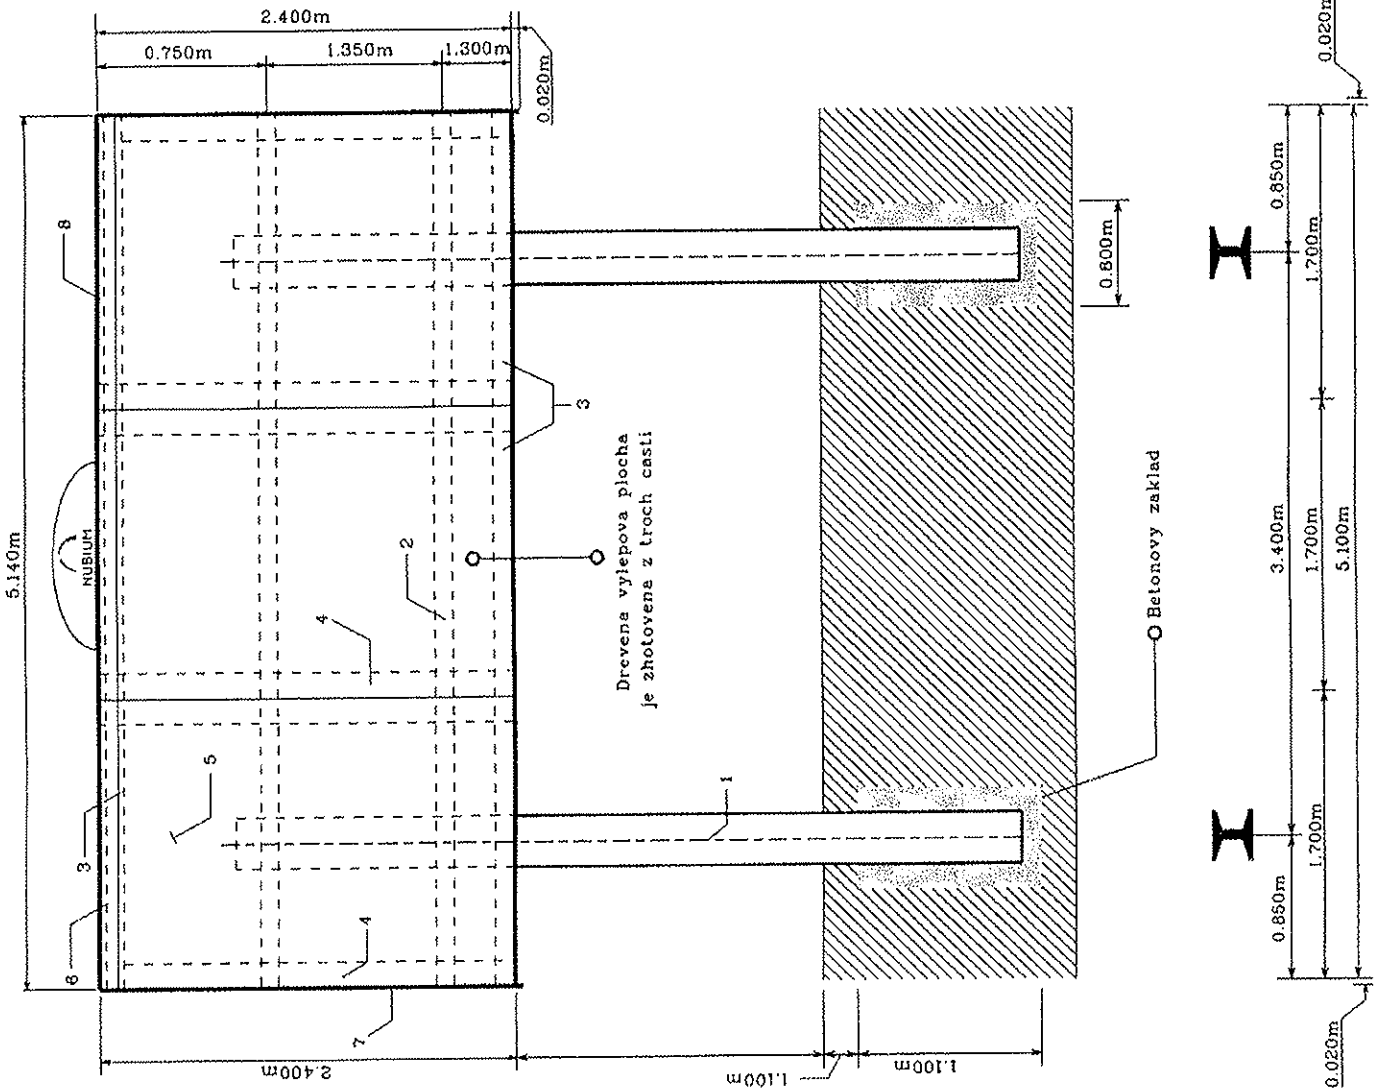 2.400m
0.750m
1.350m
1.300m
0.020m
5.140m
8
NUBIUM
3
4
2
5
3
6
4
7
Drevena vylepova plocha
je zhotovena z troch casti
1
2.400m
1.100m
1.100m
0.800m
Betonovy zaklad
0.020m
0.850m
3.400m
0.850m
1.700m
1.700m
1.700m
5.100m
0.020m